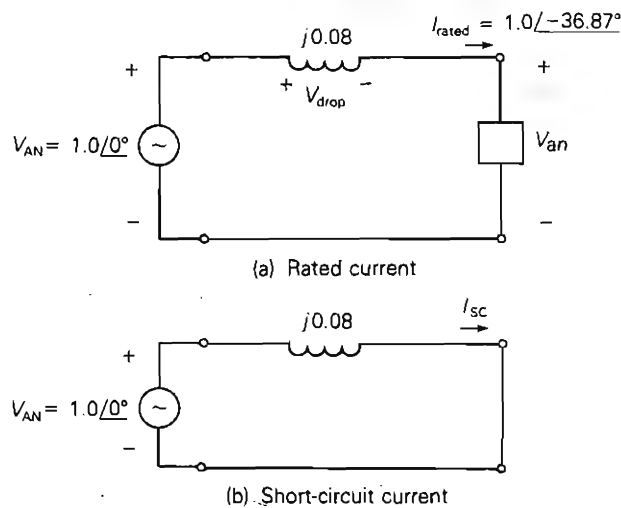 j0.08
I_rated = 1.0/-36.87°
+ +
+ V_drop -
V_AN = 1.0/0° ~ V_an
- -
(a) Rated current
j0.08
I_SC
+
V_AN = 1.0/0° ~
-
(b) Short-circuit current